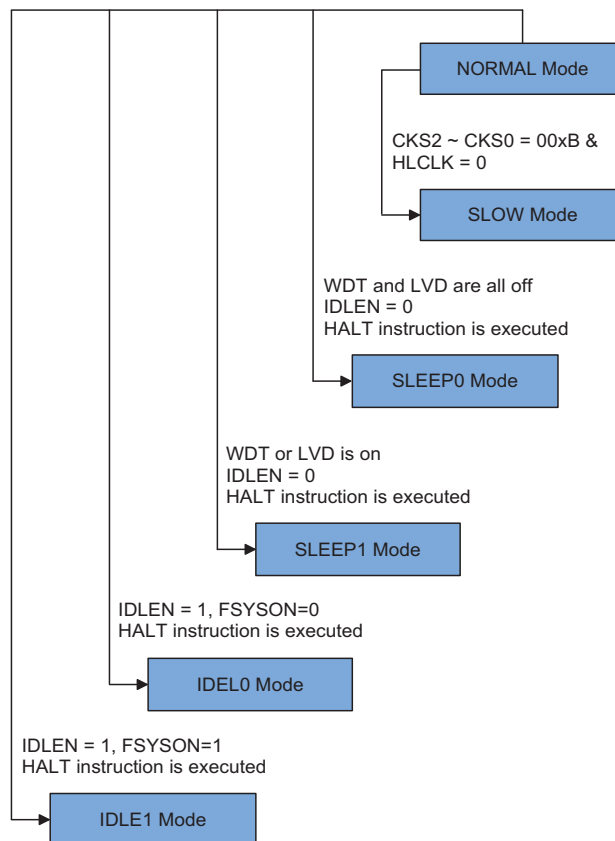 NORMAL Mode
CKS2 ~ CKS0 = 00xB &
HLCLK = 0
SLOW Mode
WDT and LVD are all off
IDLEN = 0
HALT instruction is executed
SLEEP0 Mode
WDT or LVD is on
IDLEN = 0
HALT instruction is executed
SLEEP1 Mode
IDLEN = 1, FSYSON=0
HALT instruction is executed
IDEL0 Mode
IDLEN = 1, FSYSON=1
HALT instruction is executed
IDLE1 Mode